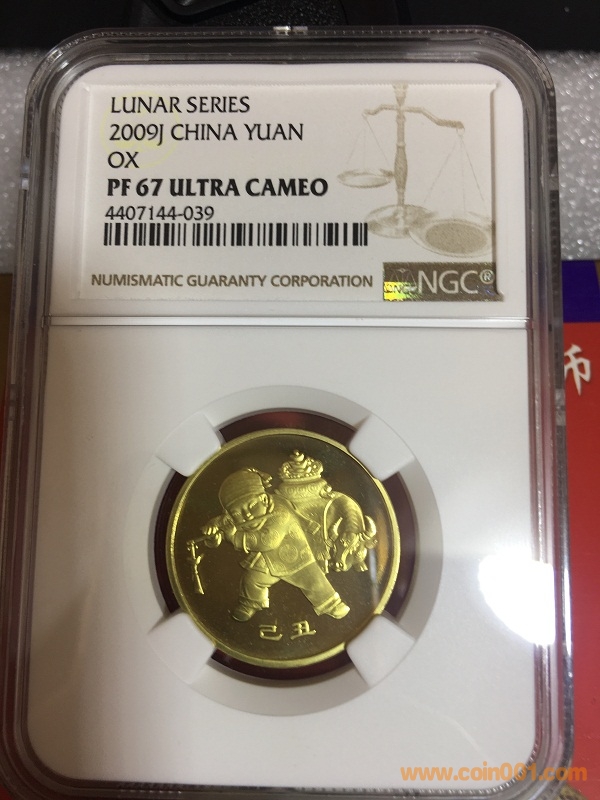 LUNAR SERIES
2009J CHINA YUAN
OX
PF 67 ULTRA CAMEO
4407144-039
NUMISMATIC GUARANTY CORPORATION
NGC®
币
己丑
www.coin001.com